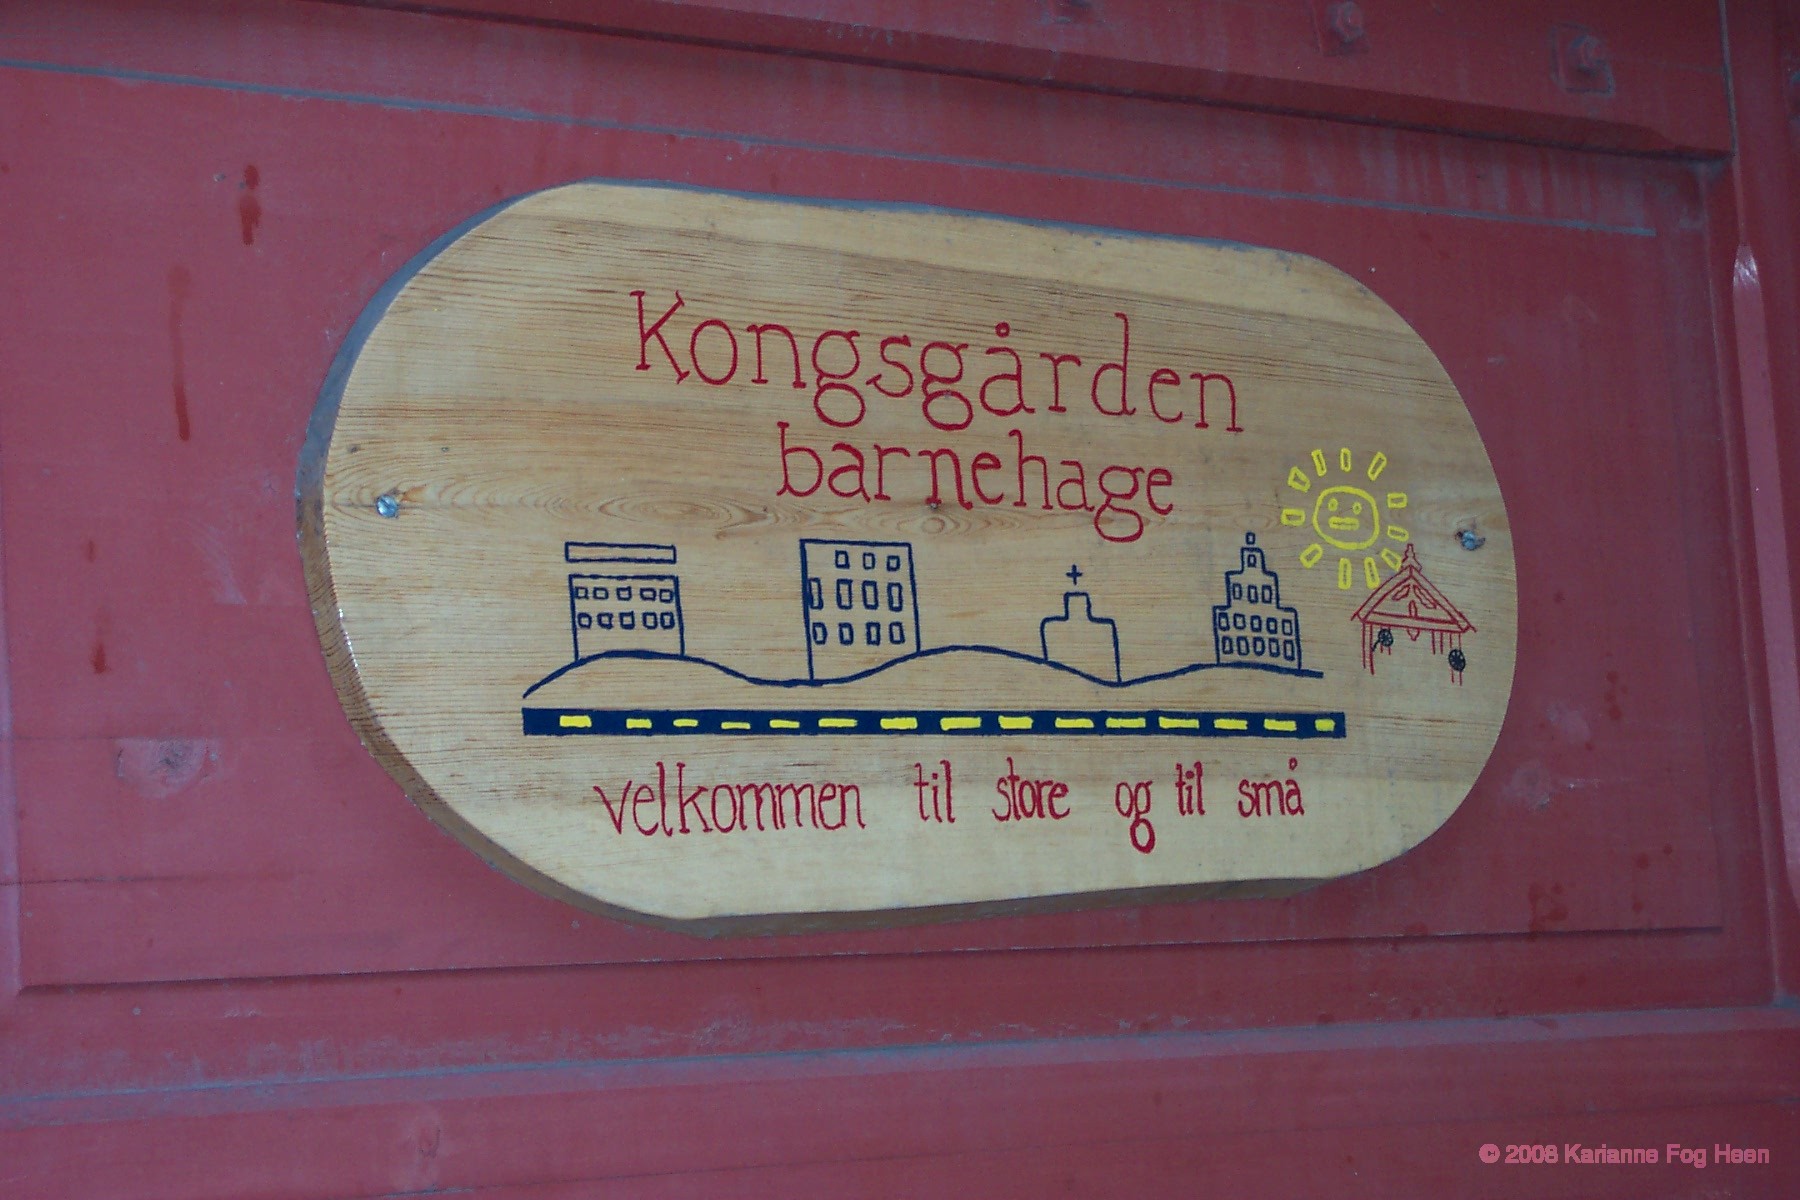 Kongsgården
barnehage
velkommen til store og til små
© 2008 Karianne Fog Heen